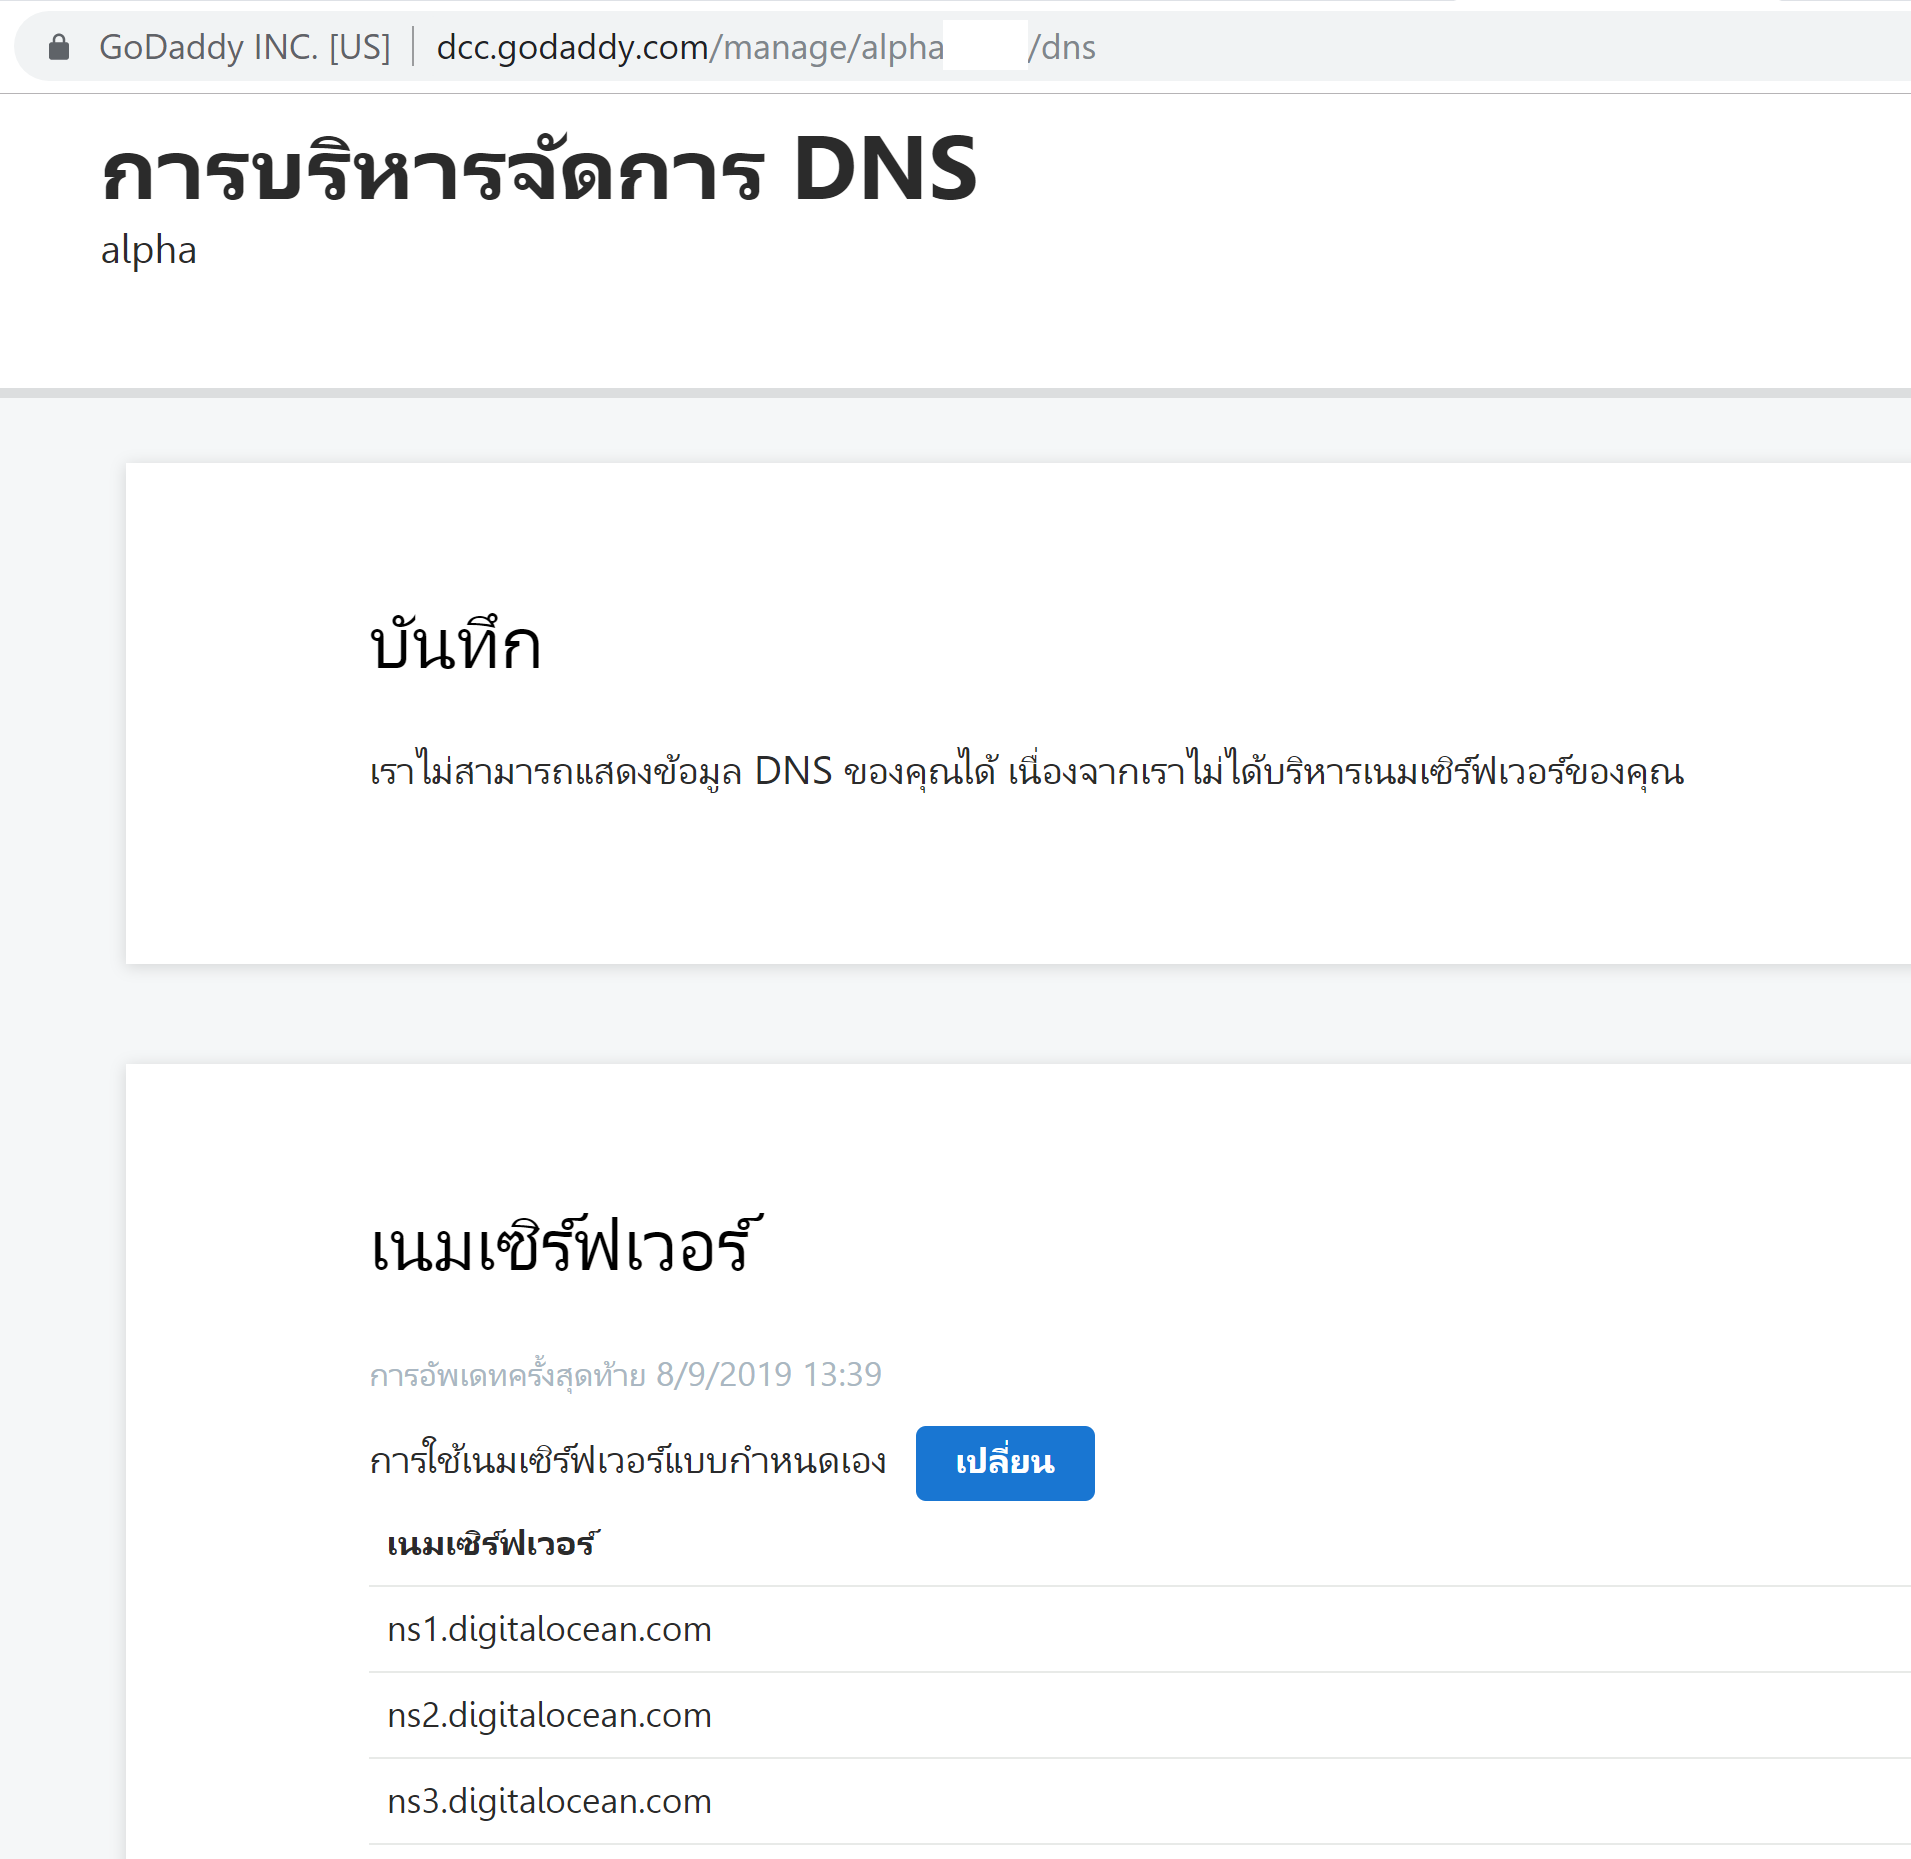 GoDaddy INC. [US] | dcc.godaddy.com/manage/alpha /dns
การบริหารจัดการ DNS
alpha
บันทึก
เราไม่สามารถแสดงข้อมูล DNS ของคุณได้ เนื่องจากเราไม่ได้บริหารเนมเซิร์ฟเวอร์ของคุณ
เนมเซิร์ฟเวอร์
การอัพเดทครั้งสุดท้าย 8/9/2019 13:39
การใช้เนมเซิร์ฟเวอร์แบบกำหนดเอง เปลี่ยน
เนมเซิร์ฟเวอร์
ns1.digitalocean.com
ns2.digitalocean.com
ns3.digitalocean.com